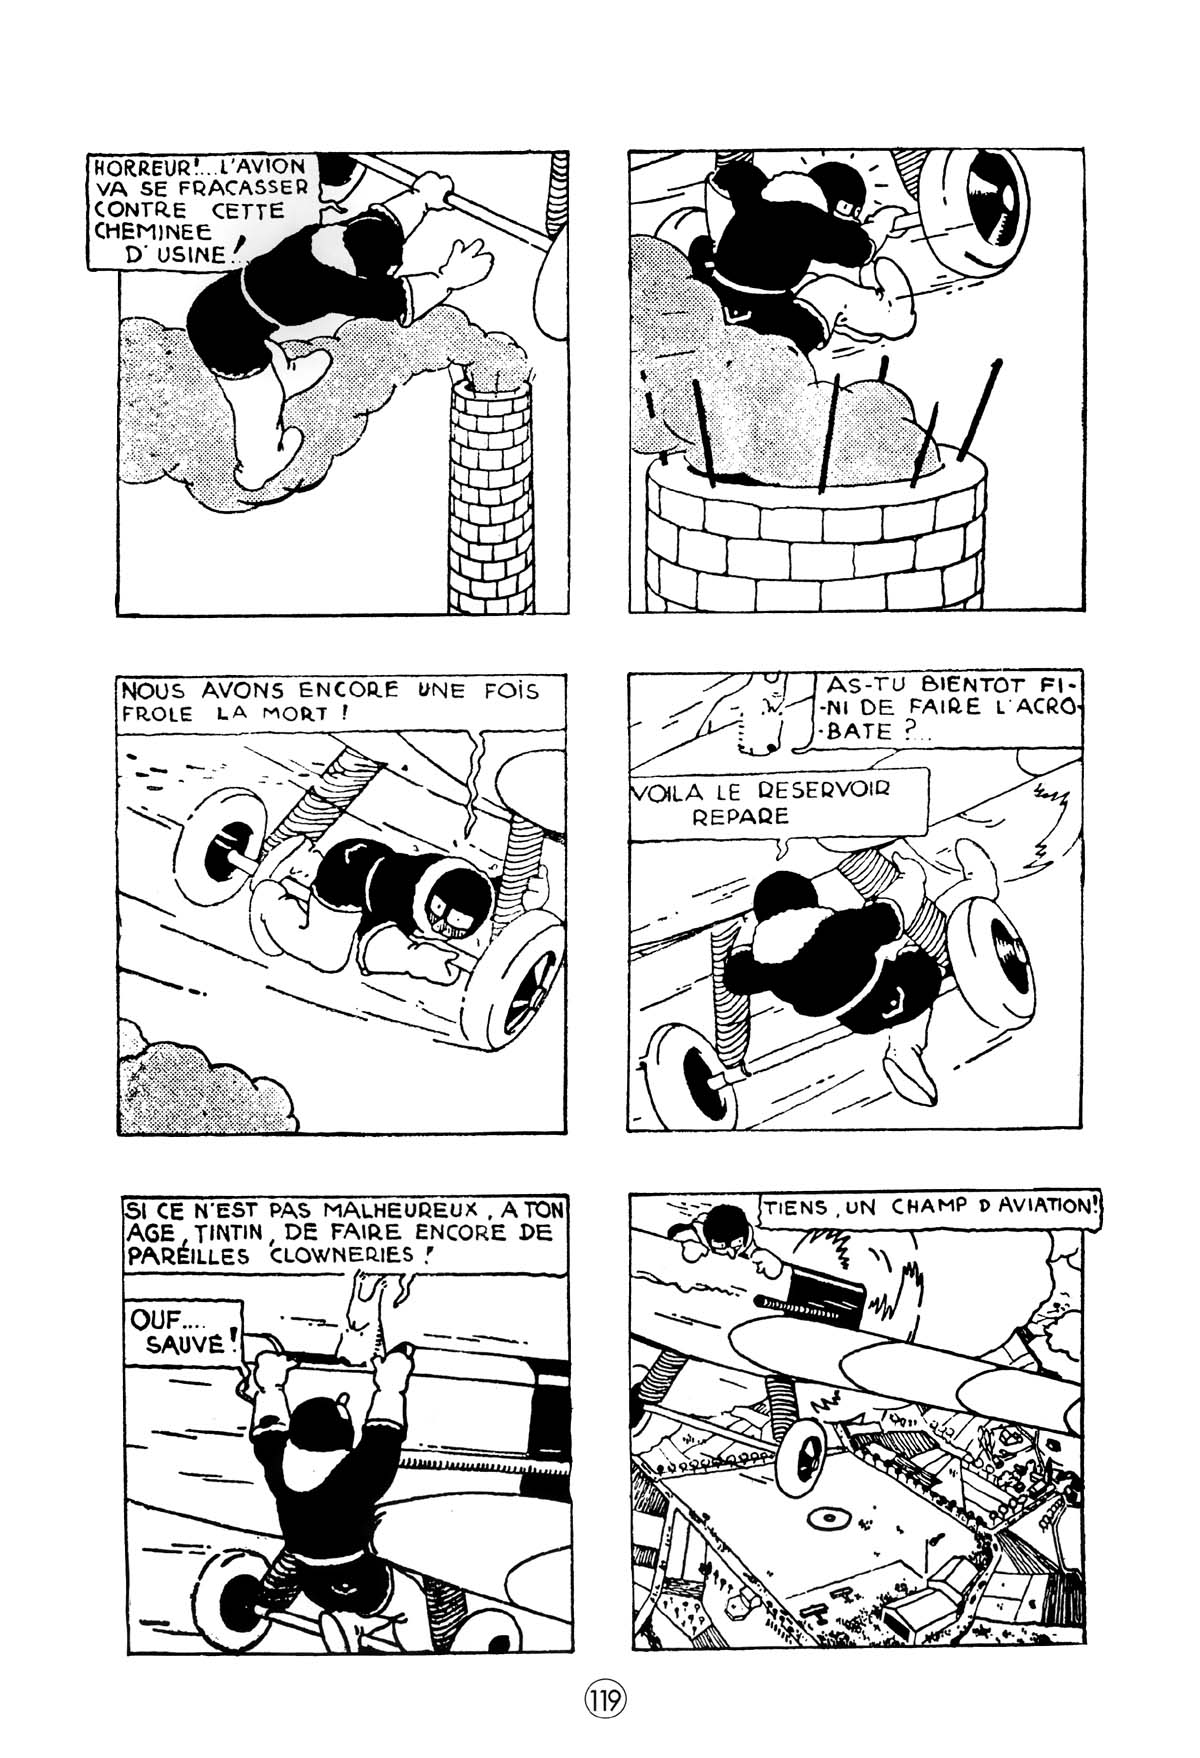 HORREUR!... L'AVION
VA SE FRACASSER
CONTRE CETTE
CHEMINEE
D'USINE!..
NOUS AVONS ENCORE UNE FOIS
FROLE LA MORT!
AS-TU BIENTOT FI-
-NI DE FAIRE L'ACRO-
-BATE?...
VOILA LE RESERVOIR
REPARE
SI CE N'EST PAS MALHEUREUX, A TON
AGE, TINTIN, DE FAIRE ENCORE DE
PAREILLES CLOWNERIES!
OUF....
SAUVÉ!
TIENS, UN CHAMP D'AVIATION!
119